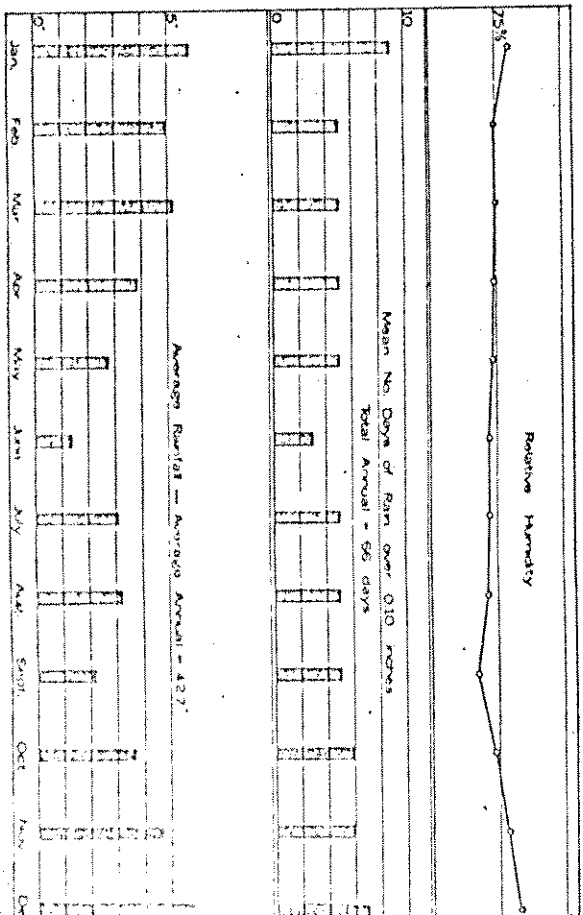 75%
Relative Humidity
10
0
Mean No. Days of Rain over 0.10 inches
Total Annual = 66 days
5"
0"
Average Rainfall — Average Annual = 42.7"
Jan.
Feb
Mar
Apr
May
June
July
Aug.
Sept.
Oct
Nov